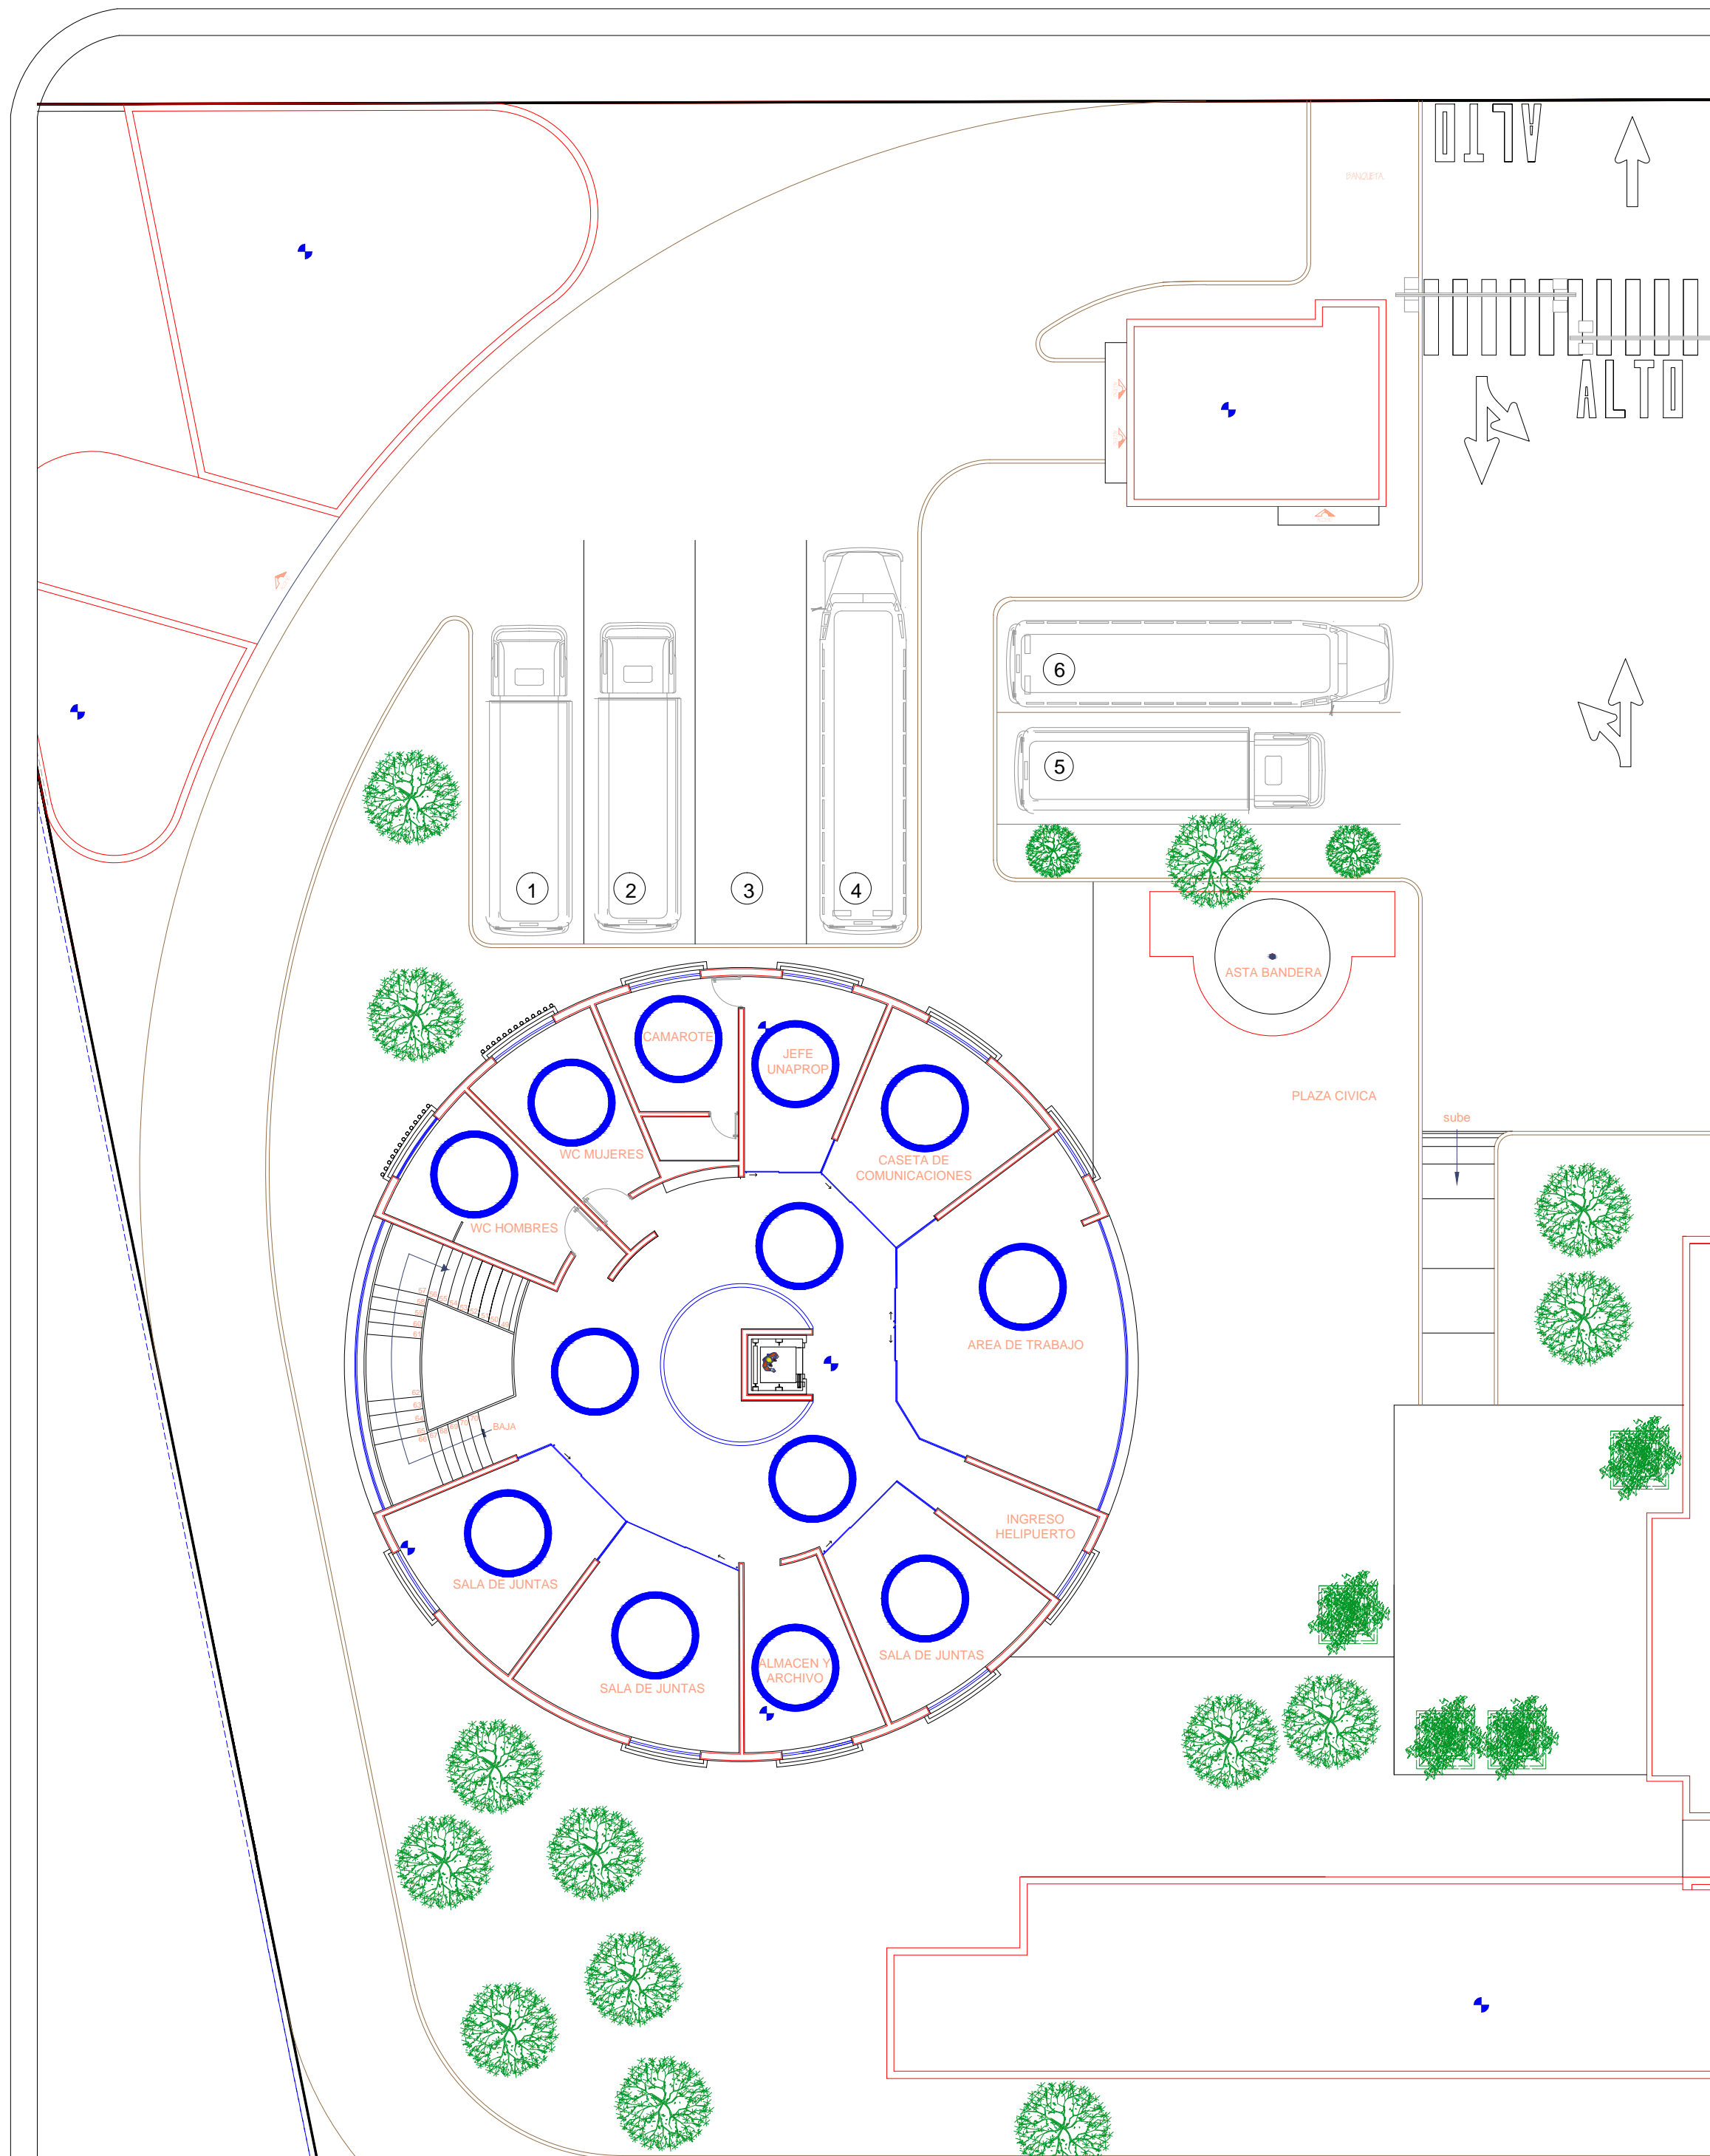 ALTO
BANQUETA
ALTO
6
5
1
2
3
4
ASTA BANDERA
CAMAROTE
JEFE
UNAPROP
PLAZA CIVICA
sube
WC MUJERES
CASETA DE
COMUNICACIONES
WC HOMBRES
AREA DE TRABAJO
BAJA
INGRESO
HELIPUERTO
SALA DE JUNTAS
SALA DE JUNTAS
ALMACEN Y
ARCHIVO
SALA DE JUNTAS